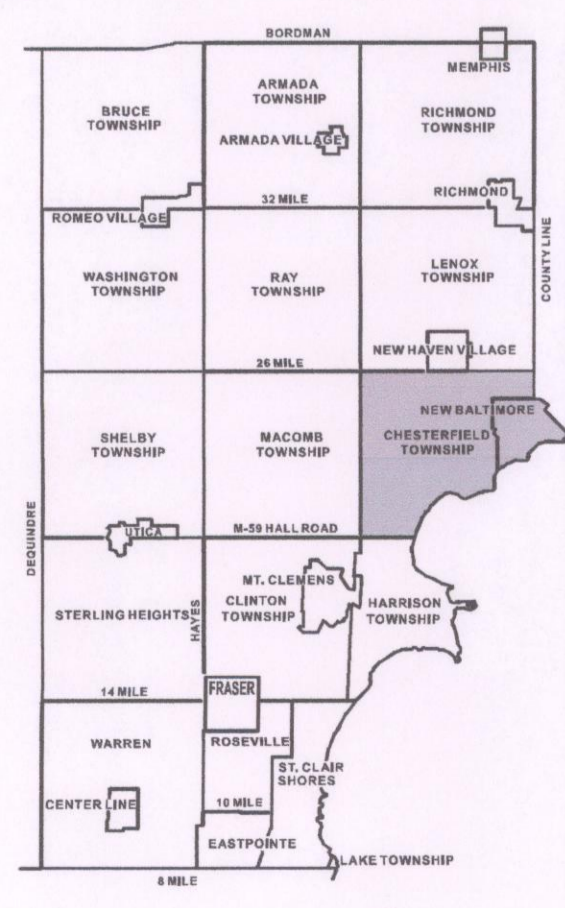 BORDMAN
MEMPHIS
ARMADA
TOWNSHIP
BRUCE
TOWNSHIP
RICHMOND
TOWNSHIP
ARMADA VILLAGE
RICHMOND
32 MILE
ROMEO VILLAGE
COUNTY LINE
WASHINGTON
TOWNSHIP
RAY
TOWNSHIP
LENOX
TOWNSHIP
NEW HAVEN VILLAGE
26 MILE
NEW BALTIMORE
SHELBY
TOWNSHIP
MACOMB
TOWNSHIP
CHESTERFIELD
TOWNSHIP
DEQUINDRE
UTICA
M-59 HALL ROAD
MT. CLEMENS
STERLING HEIGHTS
HAYES
CLINTON
TOWNSHIP
HARRISON
TOWNSHIP
14 MILE
FRASER
WARREN
ROSEVILLE
ST. CLAIR
SHORES
CENTER LINE
10 MILE
EASTPOINTE
LAKE TOWNSHIP
8 MILE